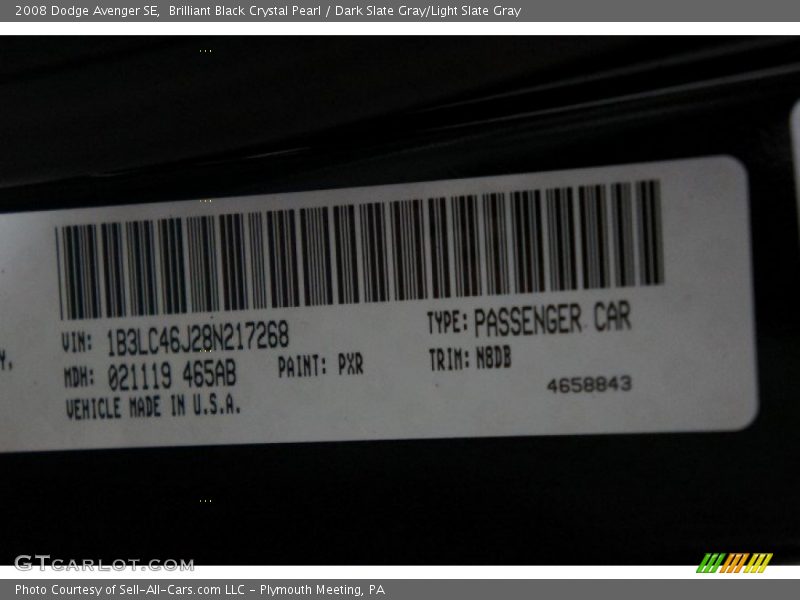 2008 Dodge Avenger SE,  Brilliant Black Crystal Pearl / Dark Slate Gray/Light Slate Gray
VIN: 1B3LC46J28N217268
TYPE: PASSENGER CAR
Y,
MDH: 021119 465AB
PAINT: PXR
TRIM: N8DB
VEHICLE MADE IN U.S.A.
4658843
GTCARLOT.COM
Photo Courtesy of Sell-All-Cars.com LLC - Plymouth Meeting, PA